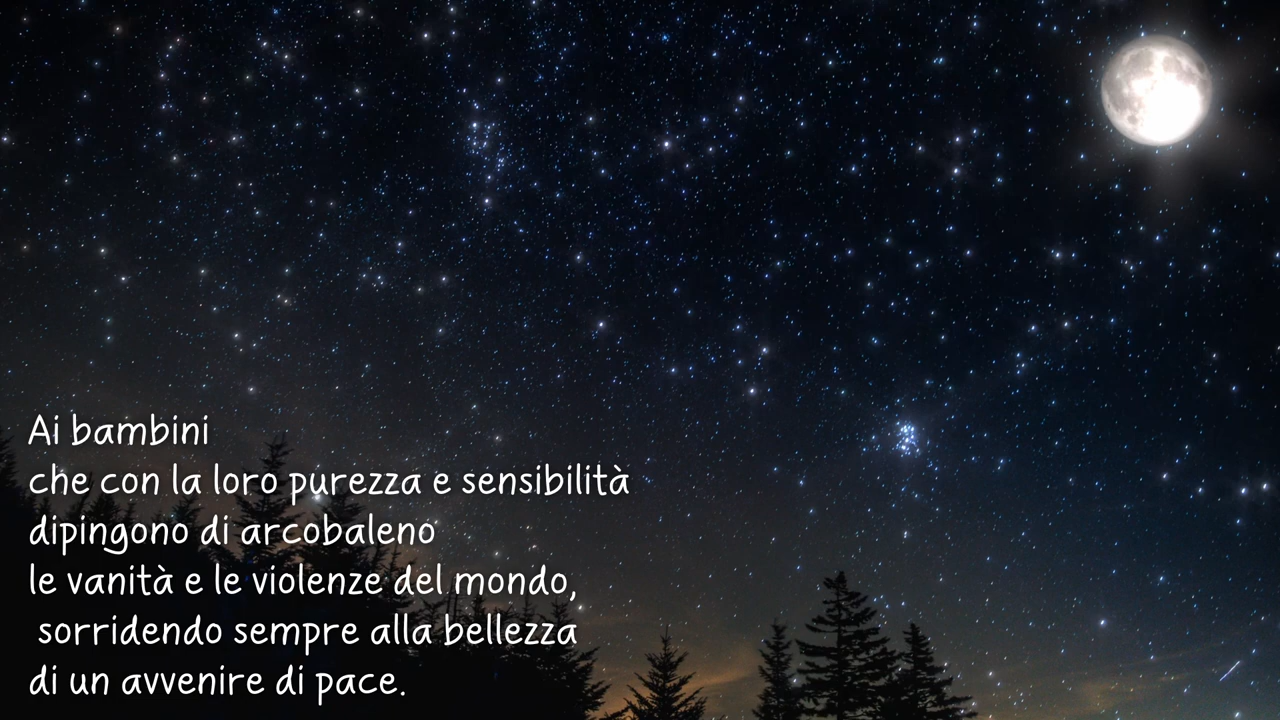 Ai bambini
che con la loro purezza e sensibilità
dipingono di arcobaleno
le vanità e le violenze del mondo,
sorridendo sempre alla bellezza
di un avvenire di pace.